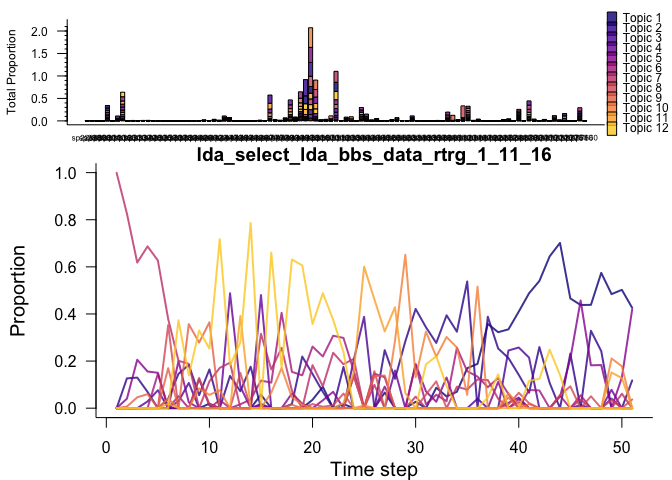 Total Proportion
2.0
1.5
1.0
0.5
0.0
Topic 1
Topic 2
Topic 3
Topic 4
Topic 5
Topic 6
Topic 7
Topic 8
Topic 9
Topic 10
Topic 11
Topic 12
lda_select_lda_bbs_data_rtrg_1_11_16
Proportion
1.0
0.8
0.6
0.4
0.2
0.0
0 10 20 30 40 50
Time step